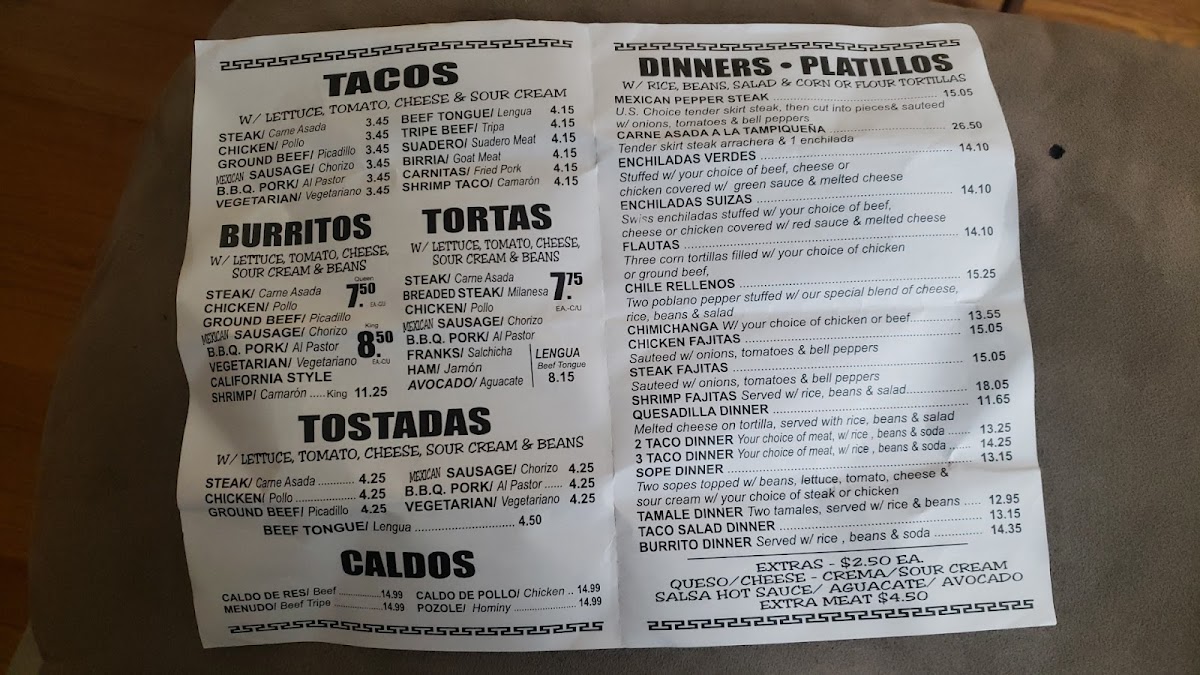 TACOS
W/ LETTUCE, TOMATO, CHEESE & SOUR CREAM
STEAK/ Carne Asada 3.45
CHICKEN/ Pollo 3.45
GROUND BEEF/ Picadillo 3.45
MEXICAN SAUSAGE/ Chorizo 3.45
B.B.Q. PORK/ Al Pastor 3.45
VEGETARIAN/ Vegetariano 3.45
BEEF TONGUE/ Lengua 4.15
TRIPE BEEF/ Tripa 4.15
SUADERO/ Suadero Meat 4.15
BIRRIA/ Goat Meat 4.15
CARNITAS/ Fried Pork 4.15
SHRIMP TACO/ Camarón 4.15
BURRITOS
W/ LETTUCE, TOMATO, CHEESE,
SOUR CREAM & BEANS
STEAK/ Carne Asada
CHICKEN/ Pollo
GROUND BEEF/ Picadillo
MEXICAN SAUSAGE/ Chorizo
B.B.Q. PORK/ Al Pastor
VEGETARIAN/ Vegetariano
CALIFORNIA STYLE
SHRIMP/ Camarón .....King 11.25
Queen
7.50
EA-C/U
King
8.50
EA-C/U
TORTAS
W/ LETTUCE, TOMATO, CHEESE,
SOUR CREAM & BEANS
STEAK/ Carne Asada
BREADED STEAK/ Milanesa
CHICKEN/ Pollo
MEXICAN SAUSAGE/ Chorizo
B.B.Q. PORK/ Al Pastor
FRANKS/ Salchicha
HAM/ Jamón
AVOCADO/ Aguacate
7.75
EA.-C/U
LENGUA
Beef Tongue
8.15
TOSTADAS
W/ LETTUCE, TOMATO, CHEESE, SOUR CREAM & BEANS
STEAK/ Carne Asada ........... 4.25
CHICKEN/ Pollo .................. 4.25
GROUND BEEF/ Picadillo 4.25
MEXICAN SAUSAGE/ Chorizo 4.25
B.B.Q. PORK/ Al Pastor ...... 4.25
VEGETARIAN/ Vegetariano 4.25
BEEF TONGUE/ Lengua ........................... 4.50
CALDOS
CALDO DE RES/ Beef ..................14.99
MENUDO/ Beef Tripe ...................14.99
CALDO DE POLLO/ Chicken .. 14.99
POZOLE/ Hominy ...................14.99
DINNERS • PLATILLOS
W/ RICE, BEANS, SALAD & CORN OR FLOUR TORTILLAS
MEXICAN PEPPER STEAK ........ 15.05
U.S. Choice tender skirt steak, then cut into pieces& sauteed
w/ onions, tomatoes & bell peppers
CARNE ASADA A LA TAMPIQUEÑA ........ 26.50
Tender skirt steak arrachera & 1 enchilada
ENCHILADAS VERDES ........ 14.10
Stuffed w/ your choice of beef, cheese or
chicken covered w/ green sauce & melted cheese
ENCHILADAS SUIZAS ........ 14.10
Swiss enchiladas stuffed w/ your choice of beef,
cheese or chicken covered w/ red sauce & melted cheese
FLAUTAS ........ 14.10
Three corn tortillas filled w/ your choice of chicken
or ground beef,
CHILE RELLENOS ........ 15.25
Two poblano pepper stuffed w/ our special blend of cheese,
rice, beans & salad
CHIMICHANGA W/ your choice of chicken or beef........ 13.55
CHICKEN FAJITAS ........ 15.05
Sauteed w/ onions, tomatoes & bell peppers
STEAK FAJITAS ........ 15.05
Sauteed w/ onions, tomatoes & bell peppers
SHRIMP FAJITAS Served w/ rice, beans & salad........ 18.05
QUESADILLA DINNER ........ 11.65
Melted cheese on tortilla, served with rice, beans & salad
2 TACO DINNER Your choice of meat, w/ rice , beans & soda ....... 13.25
3 TACO DINNER Your choice of meat, w/ rice , beans & soda ....... 14.25
SOPE DINNER ........ 13.15
Two sopes topped w/ beans, lettuce, tomato, cheese &
sour cream w/ your choice of steak or chicken
TAMALE DINNER Two tamales, served w/ rice & beans ..... 12.95
TACO SALAD DINNER ........ 13.15
BURRITO DINNER Served w/ rice , beans & soda ........ 14.35
EXTRAS - $2.50 EA.
QUESO/CHEESE - CREMA/SOUR CREAM
SALSA HOT SAUCE/ AGUACATE/ AVOCADO
EXTRA MEAT $4.50